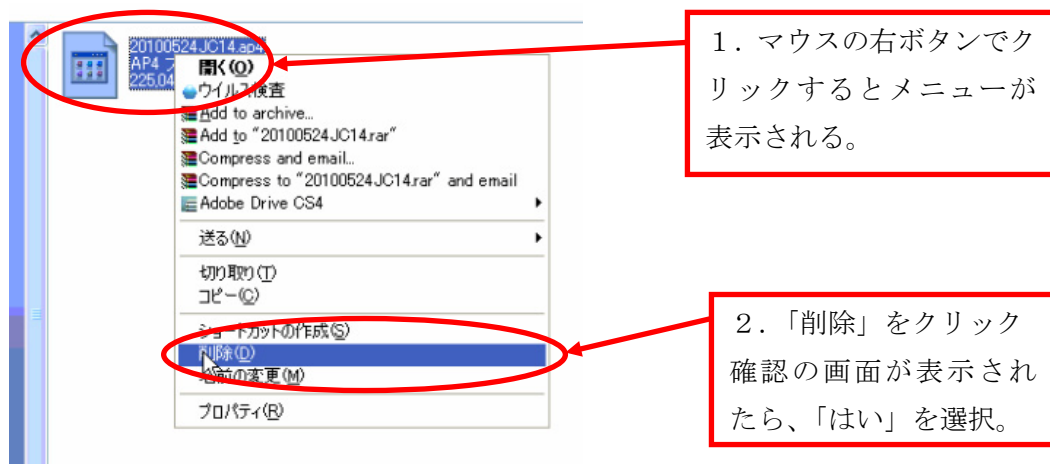 20100524JC14.ap4
AP4
225,04
開く(O)
ウイルス検査
Add to archive...
Add to "20100524JC14.rar"
Compress and email...
Compress to "20100524JC14.rar" and email
Adobe Drive CS4
送る(N)
切り取り(T)
コピー(C)
ショートカットの作成(S)
削除(D)
名前の変更(M)
プロパティ(R)
１．マウスの右ボタンでク
リックするとメニューが
表示される。
２．「削除」をクリック
確認の画面が表示され
たら、「はい」を選択。